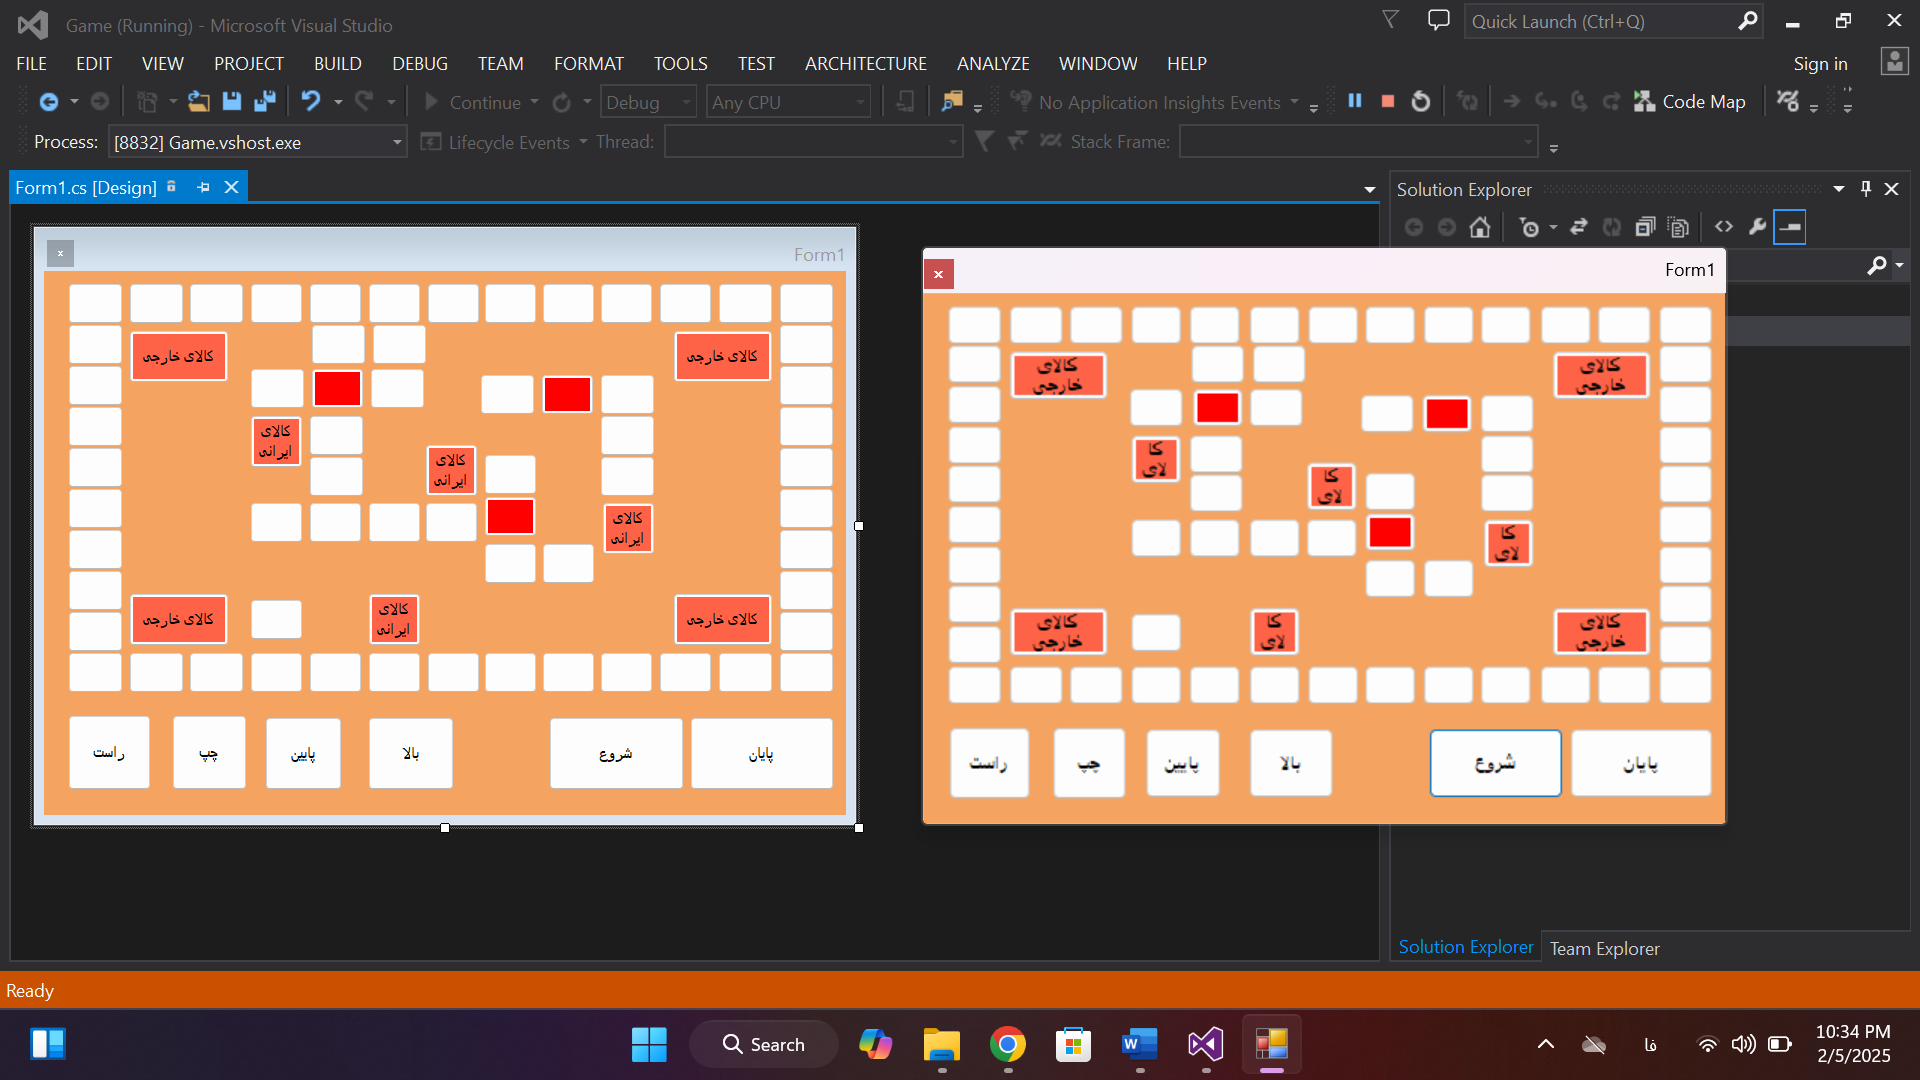 Game (Running) - Microsoft Visual Studio
Quick Launch (Ctrl+Q)
FILE EDIT VIEW PROJECT BUILD DEBUG TEAM FORMAT TOOLS TEST ARCHITECTURE ANALYZE WINDOW HELP
Sign in
Continue Debug Any CPU No Application Insights Events Code Map
Process: [8832] Game.vshost.exe Lifecycle Events Thread: Stack Frame:
Form1.cs [Design]
Form1
کالای خارجی
کالای خارجی
کالای
ایرانی
کالای
ایرانی
کالای
ایرانی
کالای خارجی
کالای
ایرانی
کالای خارجی
راست
چپ
پایین
بالا
شروع
پایان
Form1
کالای
خارجی
کالای
خارجی
کا
لای
کا
لای
کا
لای
کالای
خارجی
کا
لای
کالای
خارجی
راست
چپ
پایین
بالا
شروع
پایان
Solution Explorer
Solution Explorer Team Explorer
Ready
Search
فا
10:34 PM
2/5/2025